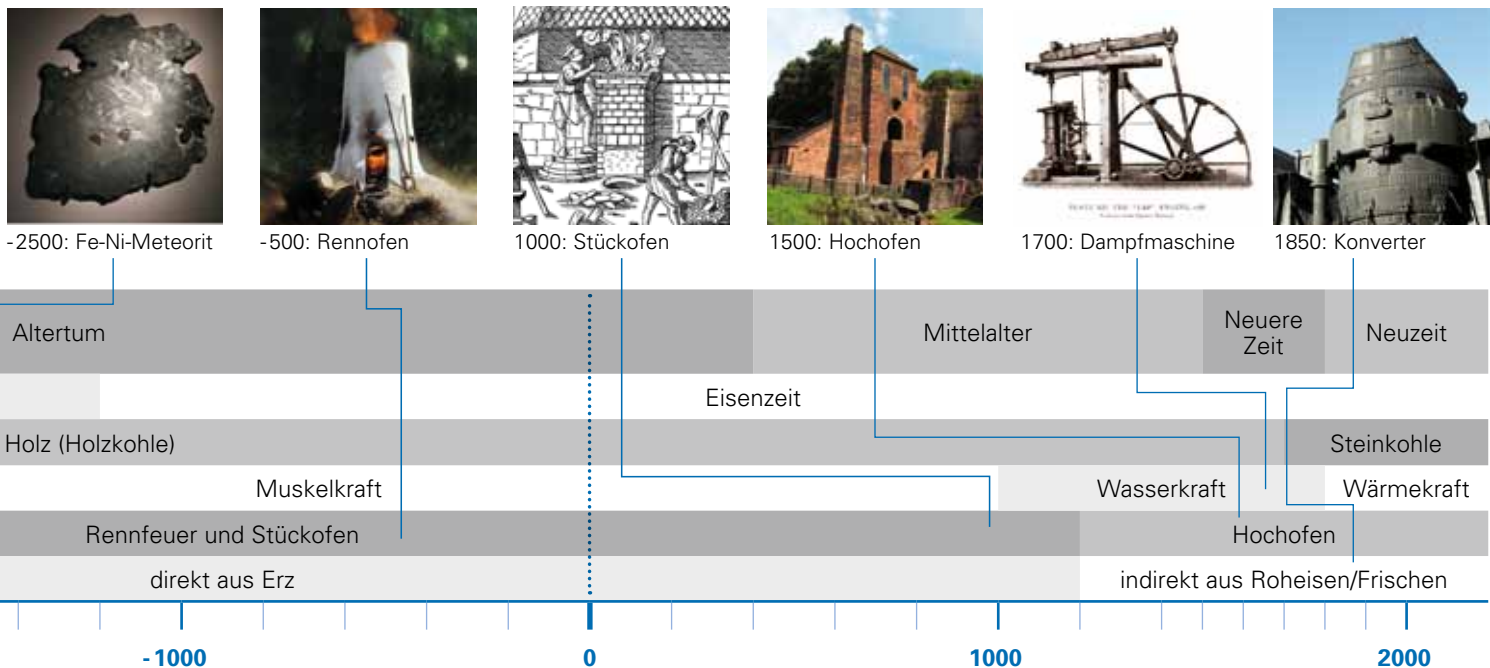 -2500: Fe-Ni-Meteorit
-500: Rennofen
1000: Stückofen
1500: Hochofen
1700: Dampfmaschine
1850: Konverter
Altertum
Mittelalter
Neuere
Zeit
Neuzeit
Eisenzeit
Holz (Holzkohle)
Steinkohle
Muskelkraft
Wasserkraft
Wärmekraft
Rennfeuer und Stückofen
Hochofen
direkt aus Erz
indirekt aus Roheisen/Frischen
-1000
0
1000
2000